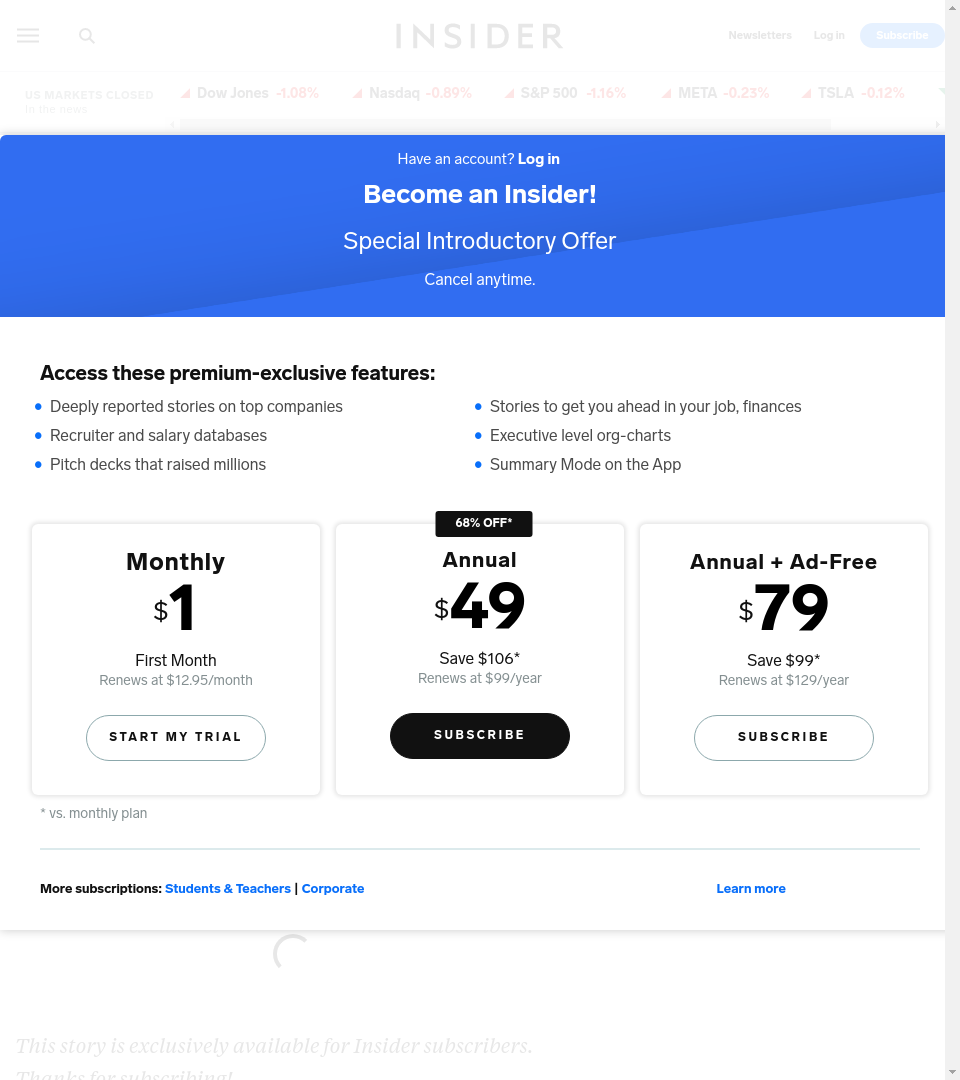 INSIDER
Newsletters Log in Subscribe
US MARKETS CLOSED
In the news
Dow Jones -1.08% Nasdaq -0.89% S&P 500 -1.16% META -0.23% TSLA -0.12%
Have an account? Log in
Become an Insider!
Special Introductory Offer
Cancel anytime.
Access these premium-exclusive features:
Deeply reported stories on top companies
Recruiter and salary databases
Pitch decks that raised millions
Stories to get you ahead in your job, finances
Executive level org-charts
Summary Mode on the App
Monthly
$1
First Month
Renews at $12.95/month
START MY TRIAL
68% OFF*
Annual
$49
Save $106*
Renews at $99/year
SUBSCRIBE
Annual + Ad-Free
$79
Save $99*
Renews at $129/year
SUBSCRIBE
* vs. monthly plan
More subscriptions: Students & Teachers | Corporate
Learn more
This story is exclusively available for Insider subscribers.
Thanks for subscribing!